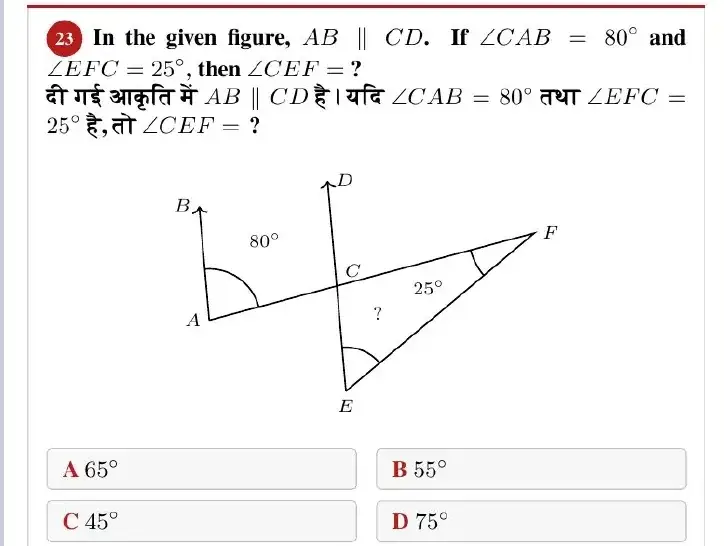 23 In the given figure, AB ∥ CD. If ∠CAB = 80° and
∠EFC = 25°, then ∠CEF = ?
दी गई आकृति में AB ∥ CD है। यदि ∠CAB = 80° तथा ∠EFC =
25° है, तो ∠CEF = ?
D
B
80°
F
C
25°
A
?
E
A 65°
B 55°
C 45°
D 75°